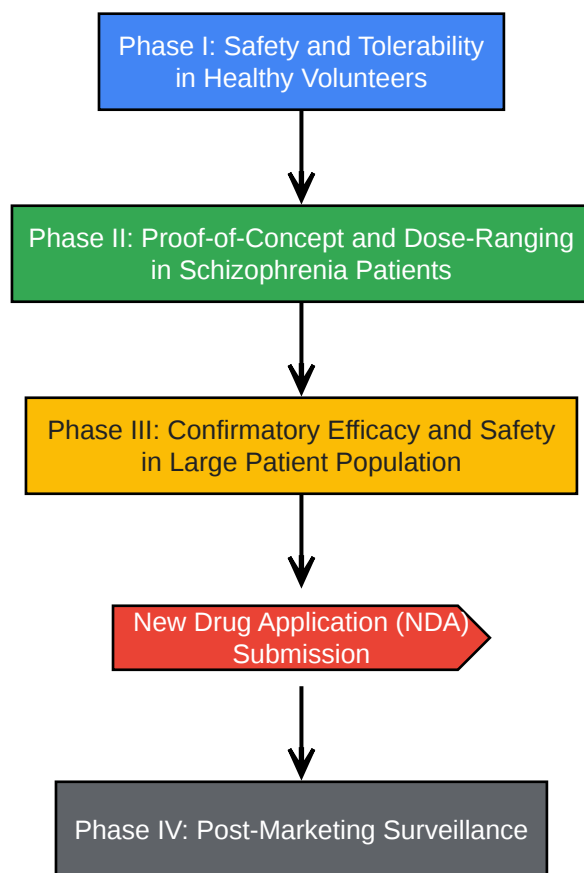 Phase I: Safety and Tolerability
in Healthy Volunteers
Phase II: Proof-of-Concept and Dose-Ranging
in Schizophrenia Patients
Phase III: Confirmatory Efficacy and Safety
in Large Patient Population
New Drug Application (NDA)
Submission
Phase IV: Post-Marketing Surveillance